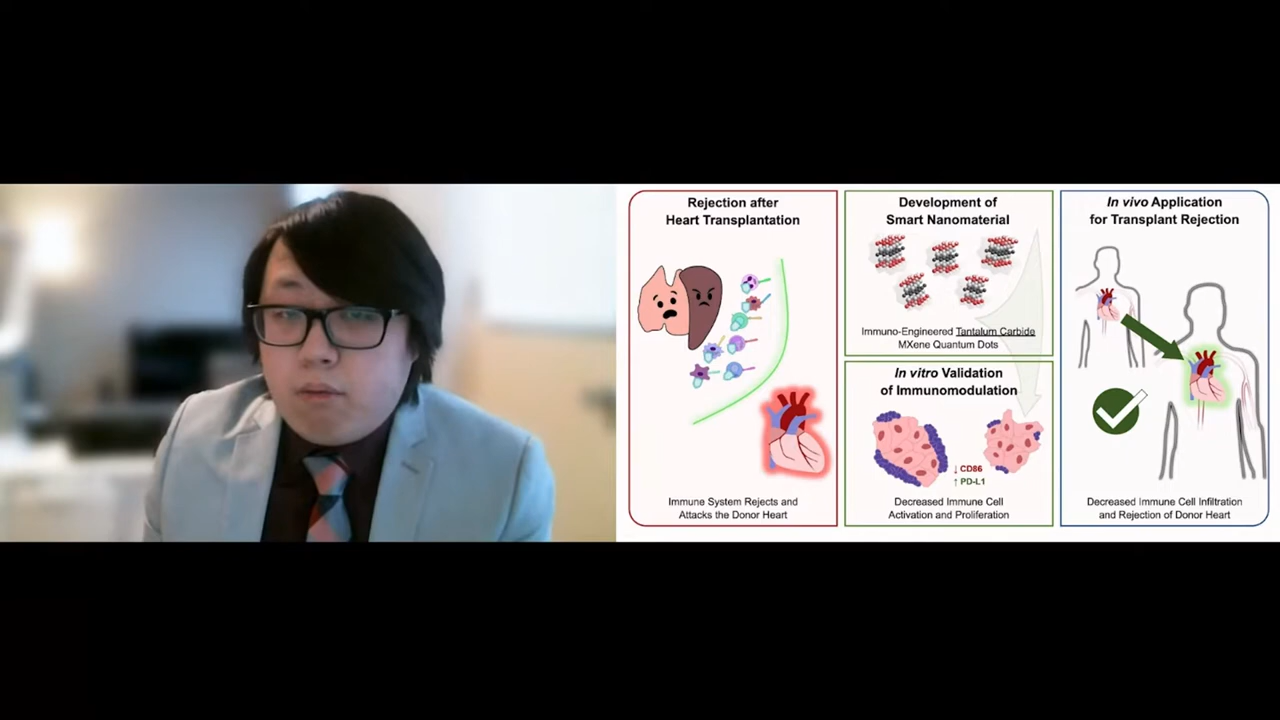 Rejection after
Heart Transplantation
Immune System Rejects and
Attacks the Donor Heart
Development of
Smart Nanomaterial
Immuno-Engineered Tantalum Carbide
MXene Quantum Dots
In vitro Validation
of Immunomodulation
↓ CD86
↑ PD-L1
Decreased Immune Cell
Activation and Proliferation
In vivo Application
for Transplant Rejection
Decreased Immune Cell Infiltration
and Rejection of Donor Heart